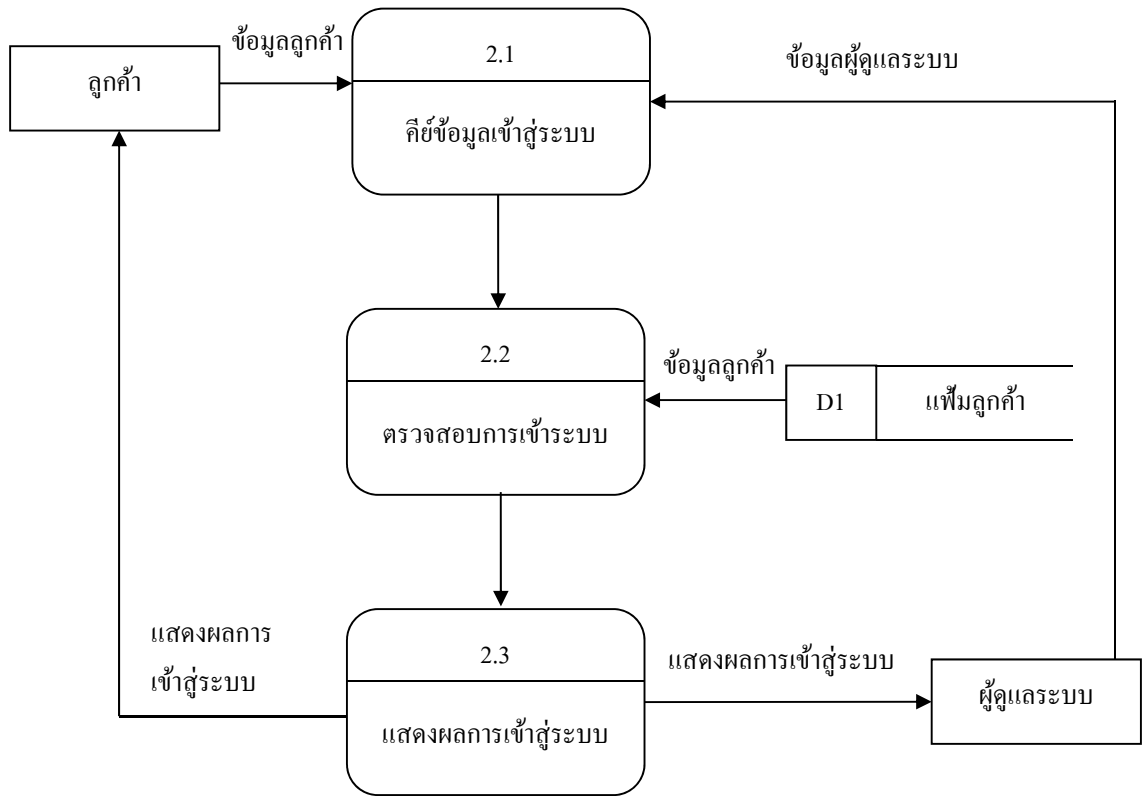 ข้อมูลลูกค้า
ลูกค้า
2.1
คีย์ข้อมูลเข้าสู่ระบบ
ข้อมูลผู้ดูแลระบบ
2.2
ตรวจสอบการเข้าระบบ
ข้อมูลลูกค้า
D1
แฟ้มลูกค้า
แสดงผลการ
เข้าสู่ระบบ
2.3
แสดงผลการเข้าสู่ระบบ
แสดงผลการเข้าสู่ระบบ
ผู้ดูแลระบบ